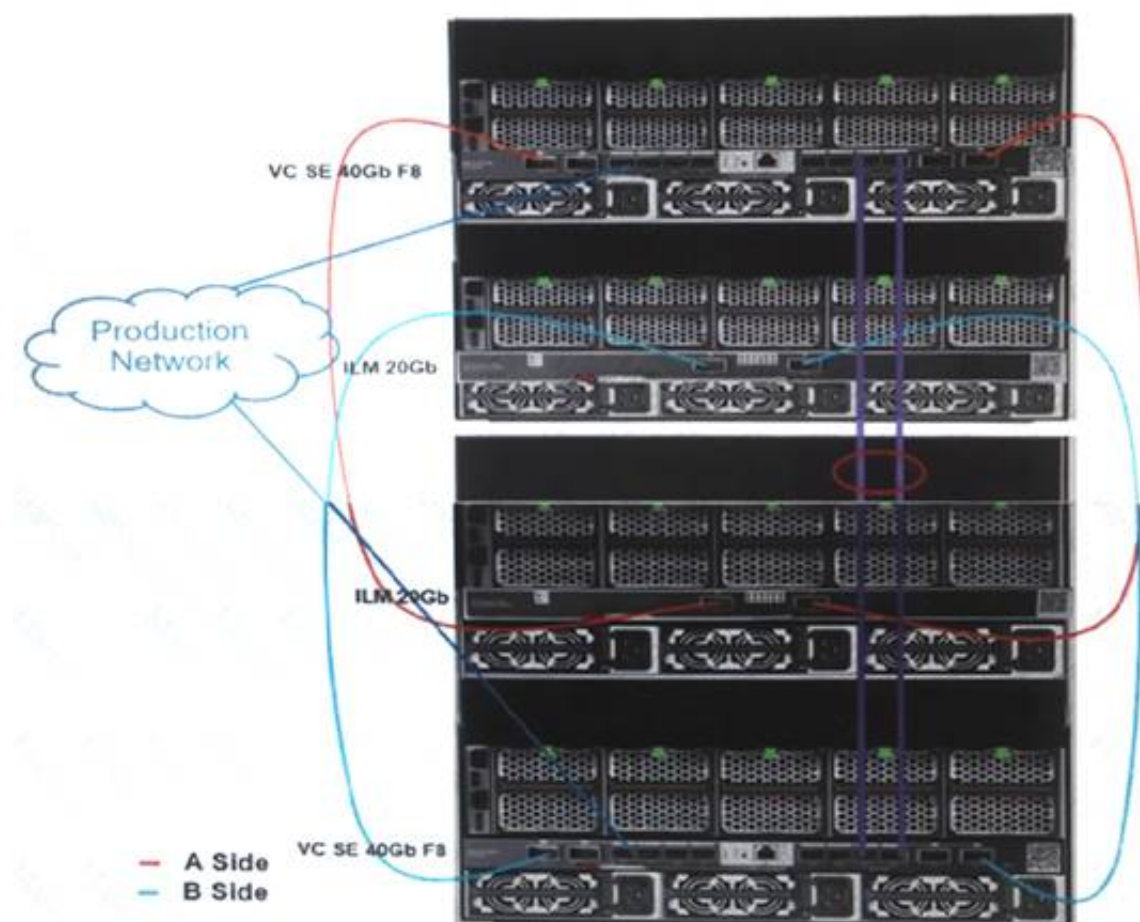 VC SE 40Gb F8
Production
Network
ILM 20Gb
ILM 20Gb
VC SE 40Gb F8
A Side
B Side